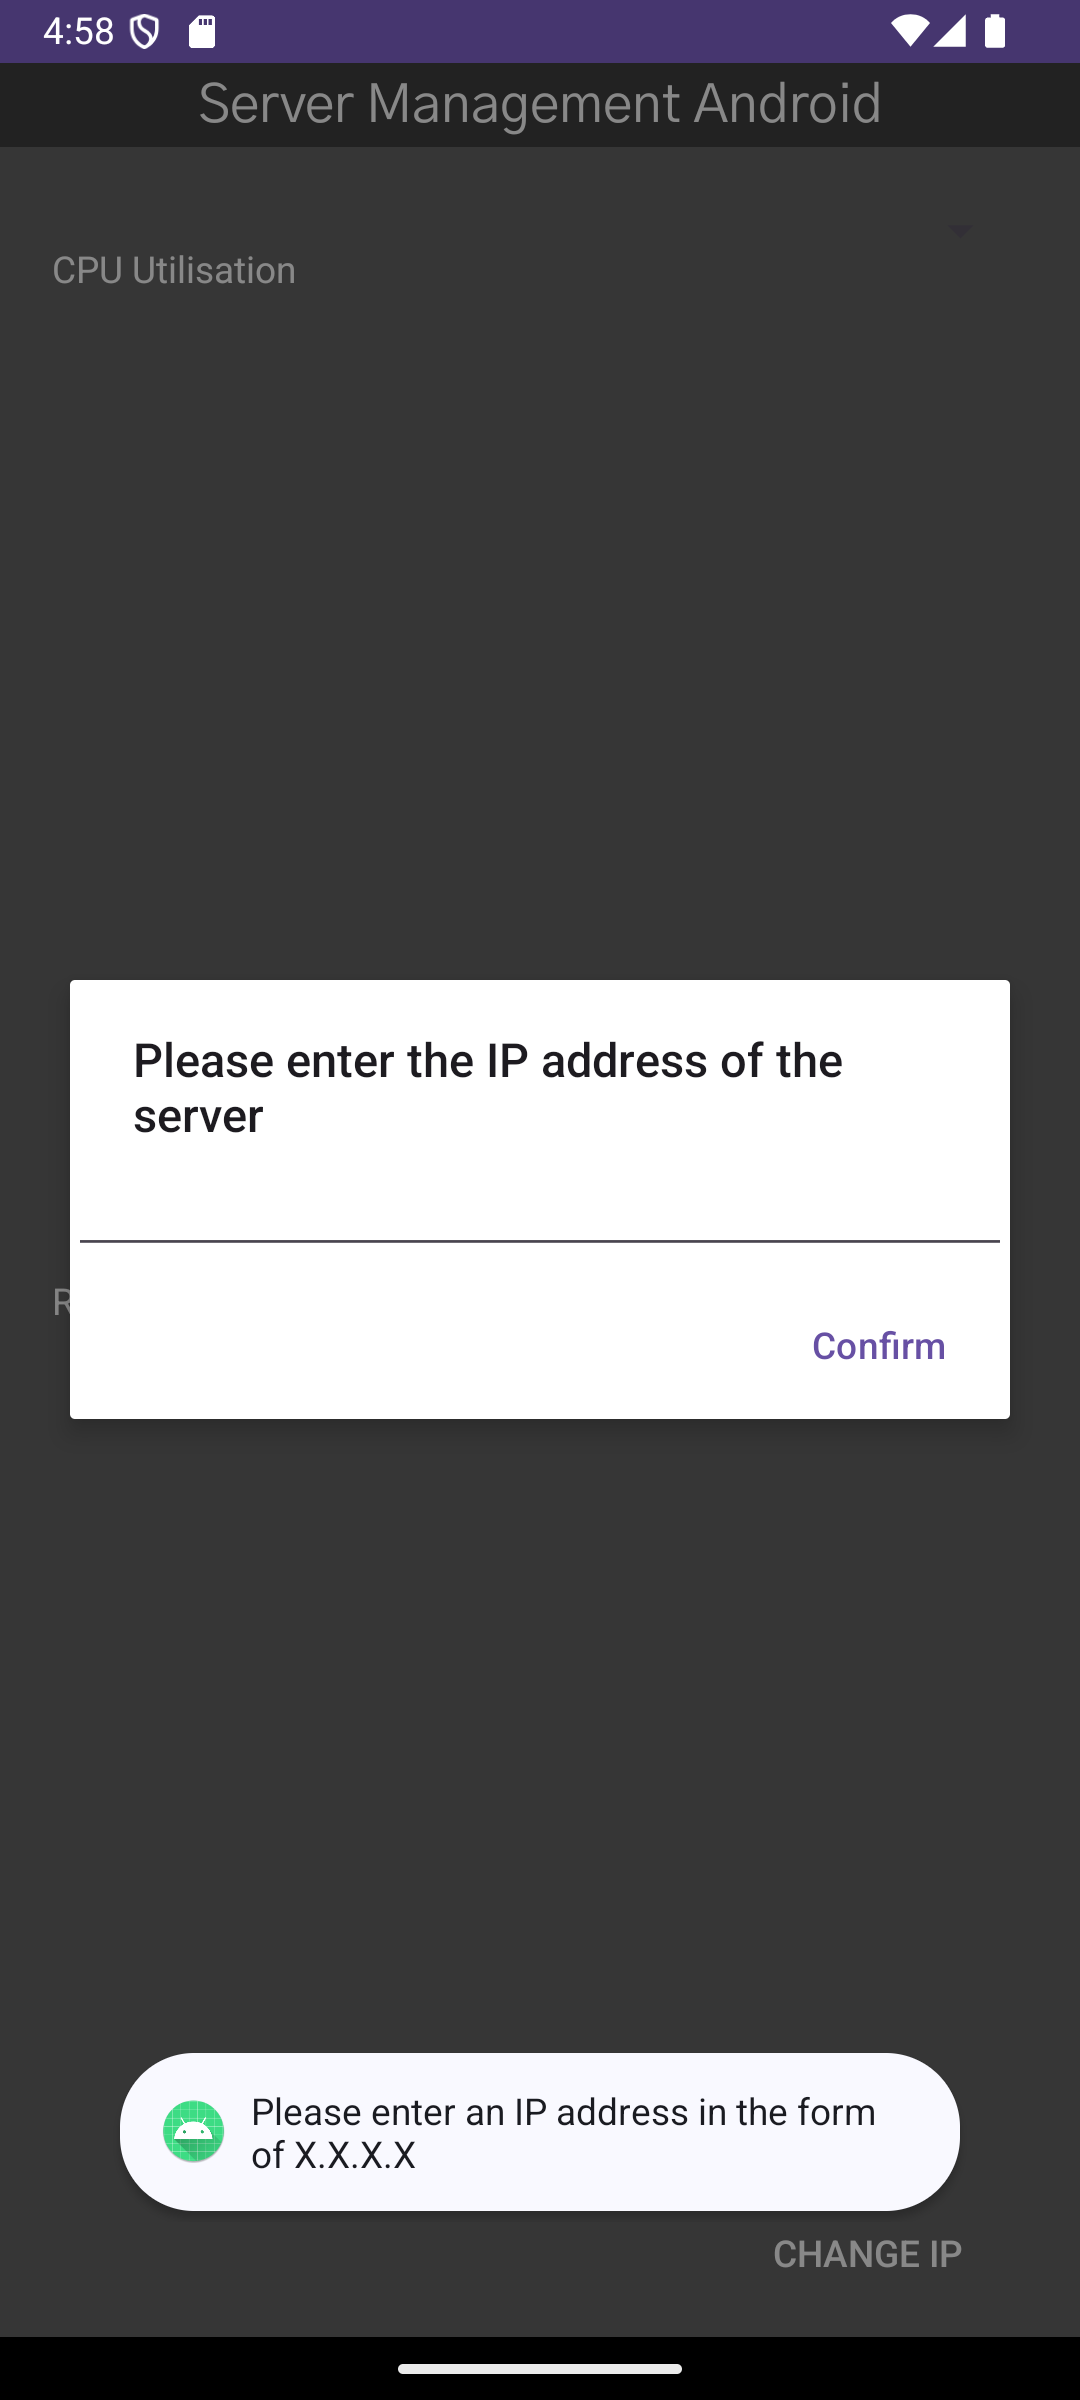 4:58
Server Management Android
CPU Utilisation
Please enter the IP address of the
server
R
Confirm
Please enter an IP address in the form
of X.X.X.X
CHANGE IP